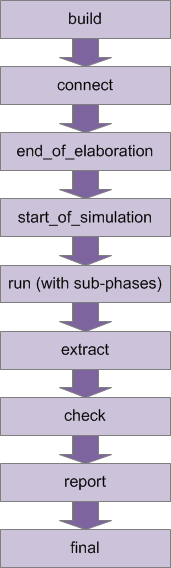 build
connect
end_of_elaboration
start_of_simulation
run (with sub-phases)
extract
check
report
final